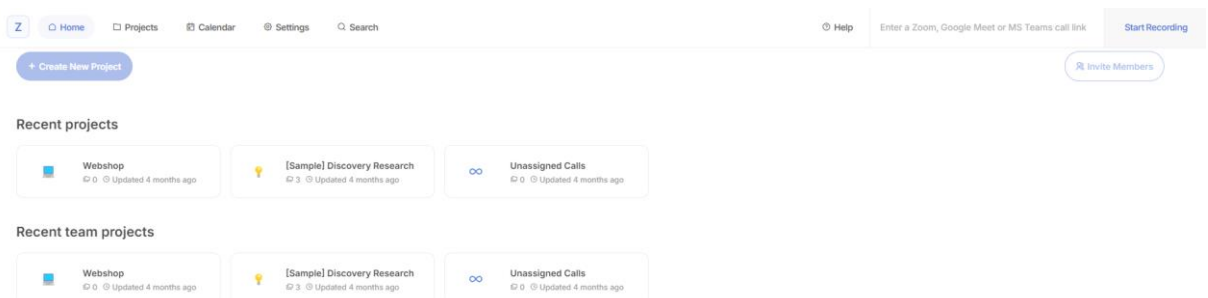 Z Home Projects Calendar Settings Search Help Enter a Zoom, Google Meet or MS Teams call link Start Recording
+ Create New Project Invite Members
Recent projects
Webshop
0 Updated 4 months ago
[Sample] Discovery Research
3 Updated 4 months ago
Unassigned Calls
0 Updated 4 months ago
Recent team projects
Webshop
0 Updated 4 months ago
[Sample] Discovery Research
3 Updated 4 months ago
Unassigned Calls
0 Updated 4 months ago